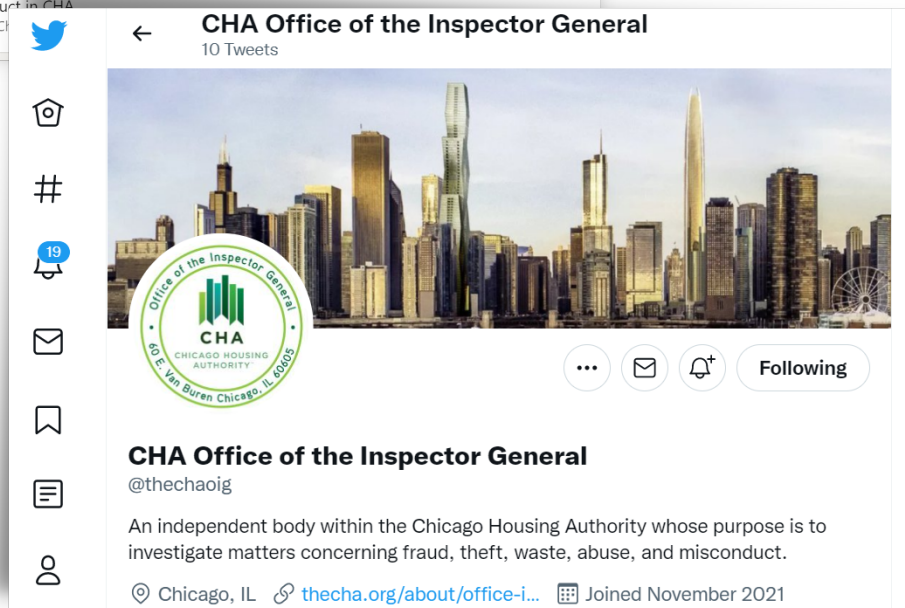 uct in CHA
CHA Office of the Inspector General
10 Tweets
19
Office of the Inspector General
CHA
CHICAGO HOUSING
AUTHORITY
60 E. Van Buren Chicago, IL 60605
Following
CHA Office of the Inspector General
@thechaoig
An independent body within the Chicago Housing Authority whose purpose is to
investigate matters concerning fraud, theft, waste, abuse, and misconduct.
Chicago, IL thecha.org/about/office-i... Joined November 2021